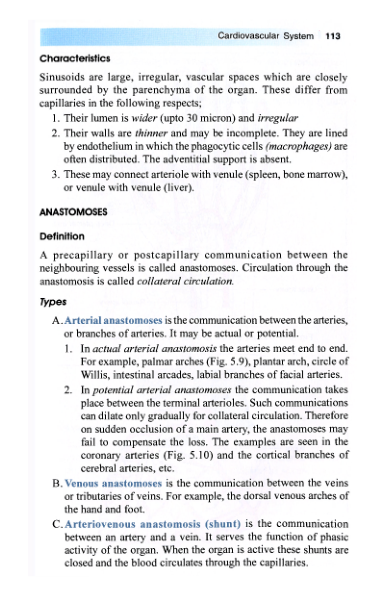 Cardiovascular System 113
Characteristics
Sinusoids are large, irregular, vascular spaces which are closely
surrounded by the parenchyma of the organ. These differ from
capillaries in the following respects;
1. Their lumen is wider (upto 30 micron) and irregular
2. Their walls are thinner and may be incomplete. They are lined
by endothelium in which the phagocytic cells (macrophages) are
often distributed. The adventitial support is absent.
3. These may connect arteriole with venule (spleen, bone marrow),
or venule with venule (liver).
ANASTOMOSES
Definition
A precapillary or postcapillary communication between the
neighbouring vessels is called anastomoses. Circulation through the
anastomosis is called collateral circulation.
Types
A. Arterial anastomoses is the communication between the arteries,
or branches of arteries. It may be actual or potential.
1. In actual arterial anastomosis the arteries meet end to end.
For example, palmar arches (Fig. 5.9), plantar arch, circle of
Willis, intestinal arcades, labial branches of facial arteries.
2. In potential arterial anastomoses the communication takes
place between the terminal arterioles. Such communications
can dilate only gradually for collateral circulation. Therefore
on sudden occlusion of a main artery, the anastomoses may
fail to compensate the loss. The examples are seen in the
coronary arteries (Fig. 5.10) and the cortical branches of
cerebral arteries, etc.
B. Venous anastomoses is the communication between the veins
or tributaries of veins. For example, the dorsal venous arches of
the hand and foot.
C. Arteriovenous anastomosis (shunt) is the communication
between an artery and a vein. It serves the function of phasic
activity of the organ. When the organ is active these shunts are
closed and the blood circulates through the capillaries.